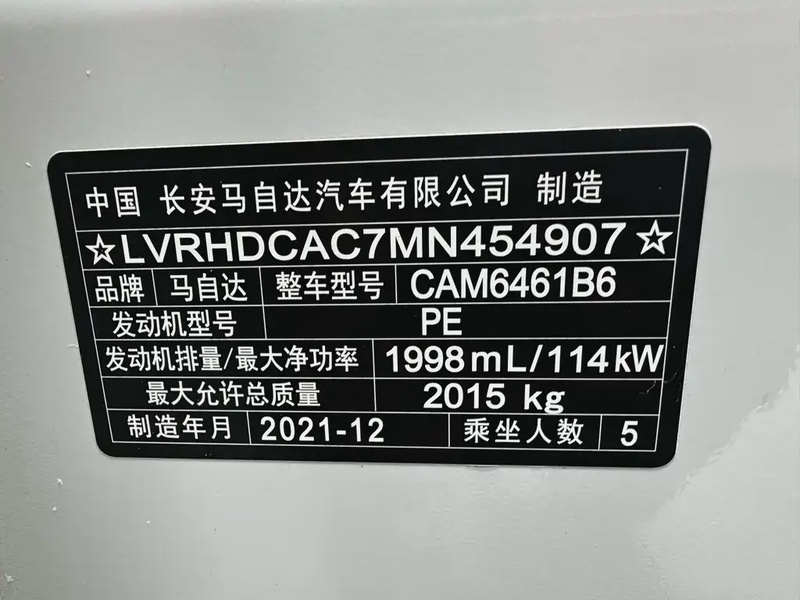 中国 长安马自达汽车有限公司 制造
☆LVRHDCAC7MN454907☆
品牌 马自达 整车型号 CAM6461B6
发动机型号 PE
发动机排量/最大净功率 1998mL/114kW
最大允许总质量 2015 kg
制造年月 2021-12 乘坐人数 5